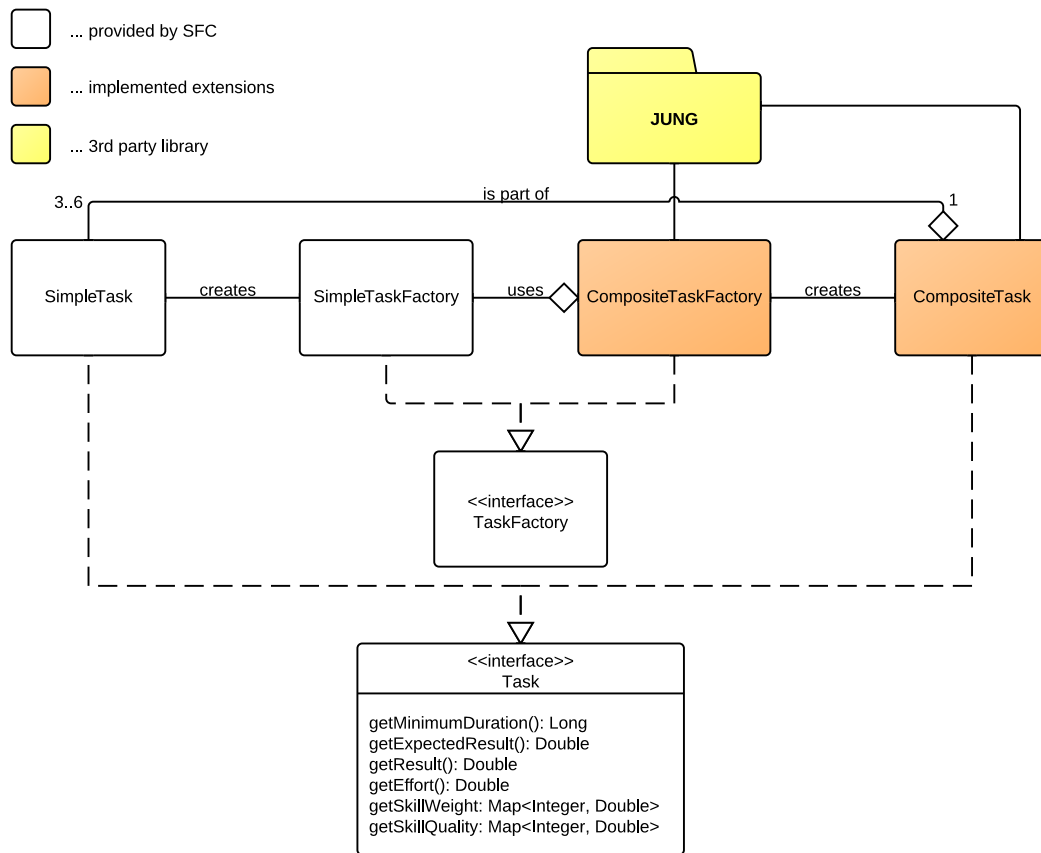 ... provided by SFC
... implemented extensions
JUNG
... 3rd party library
is part of
3..6
1
SimpleTask
creates
SimpleTaskFactory
uses
CompositeTaskFactory
creates
CompositeTask
<<interface>>
TaskFactory
<<interface>>
Task
getMinimumDuration(): Long
getExpectedResult(): Double
getResult(): Double
getEffort(): Double
getSkillWeight: Map<Integer, Double>
getSkillQuality: Map<Integer, Double>